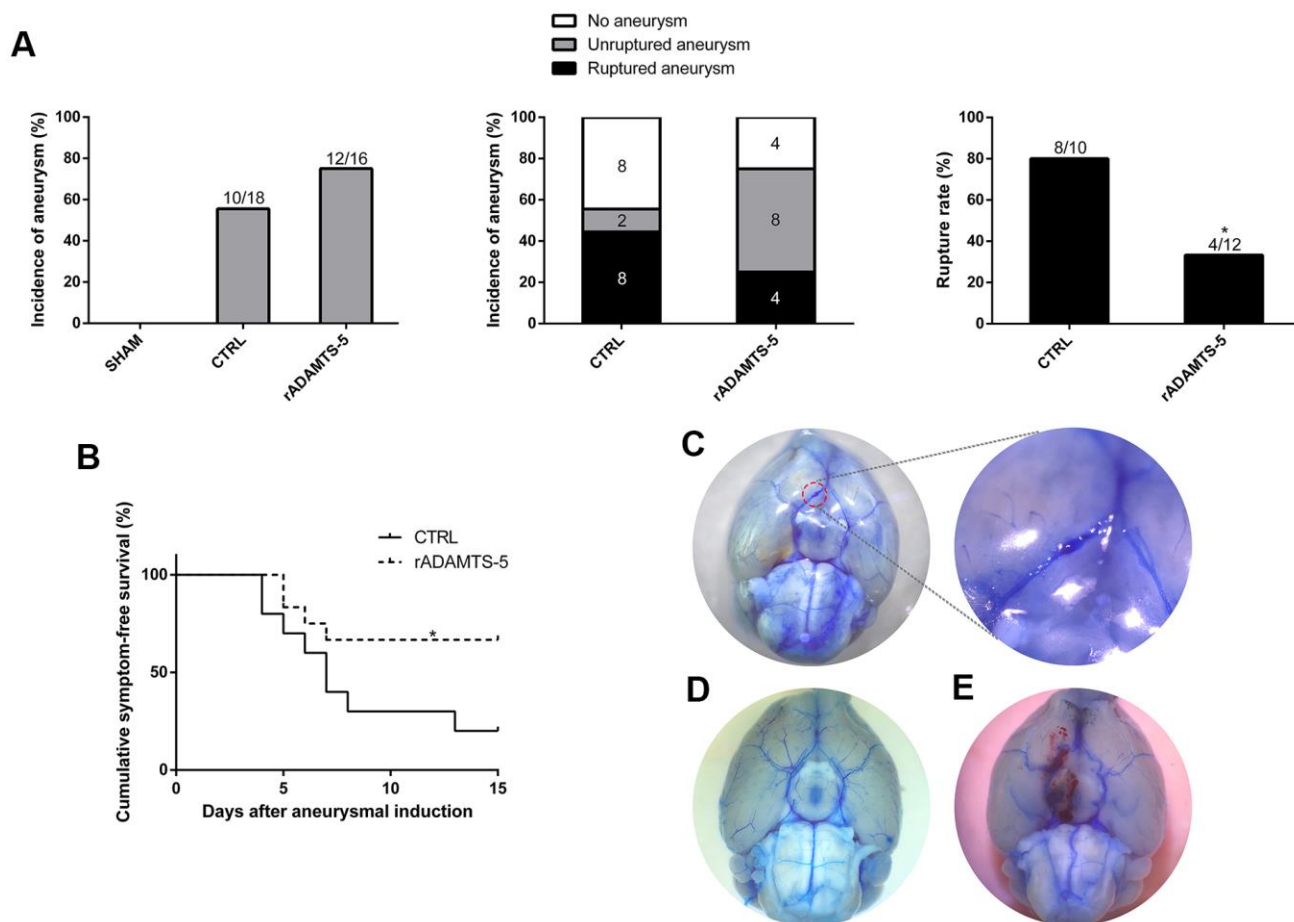 A
No aneurysm
Unruptured aneurysm
Ruptured aneurysm
Incidence of aneurysm (%)
100
80
60
40
20
0
10/18
12/16
SHAM
CTRL
rADAMTS-5
Incidence of aneurysm (%)
100
80
60
40
20
0
8
2
8
4
8
4
CTRL
rADAMTS-5
Rupture rate (%)
100
80
60
40
20
0
8/10
*
4/12
CTRL
rADAMTS-5
B
Cumulative symptom-free survival (%)
CTRL
rADAMTS-5
100
50
0
*
0
5
10
15
Days after aneurysmal induction
C
D
E